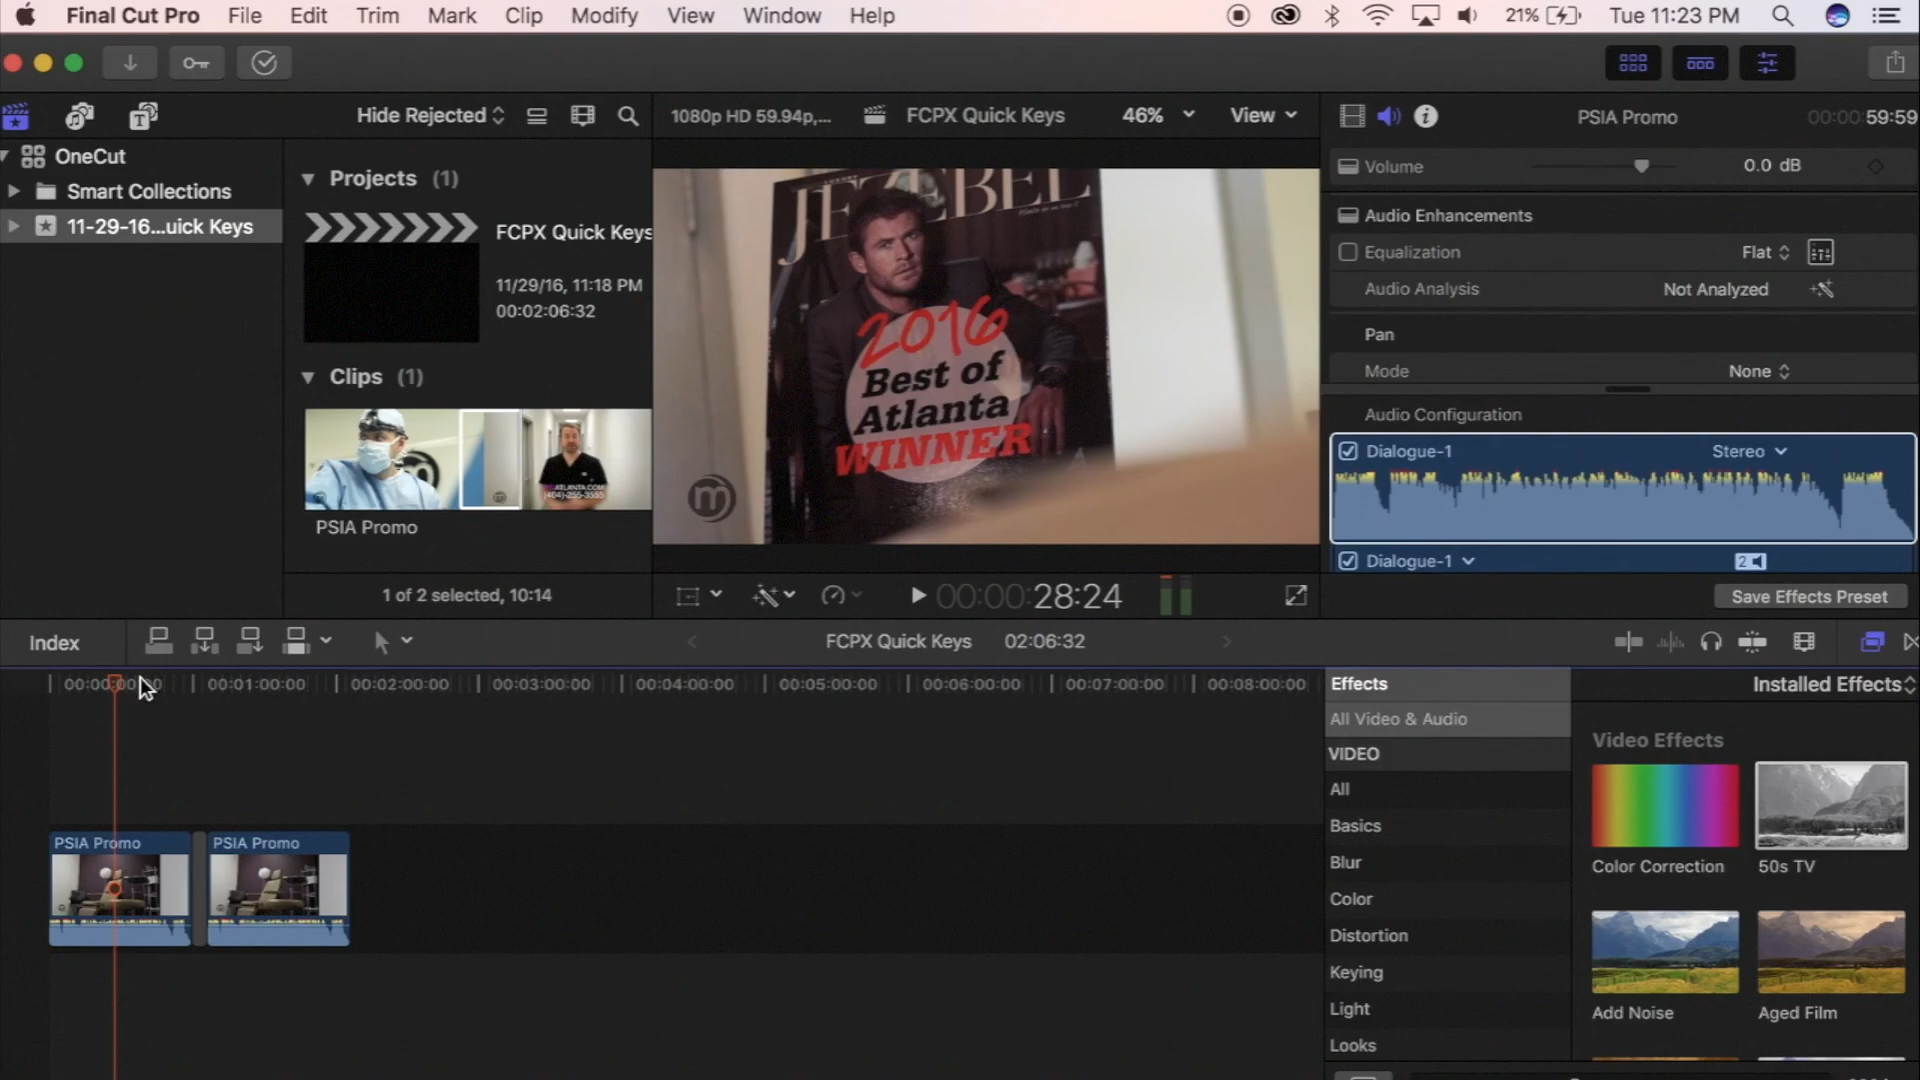 Final Cut Pro File Edit Trim Mark Clip Modify View Window Help 21% Tue 11:23 PM
Hide Rejected 1080p HD 59.94p,... FCPX Quick Keys 46% View PSIA Promo 00:00:59:59
OneCut
Smart Collections
11-29-16...uick Keys
Projects (1)
FCPX Quick Keys
11/29/16, 11:18 PM
00:02:06:32
Clips (1)
ATLANTA.COM
(404)-255-3555
PSIA Promo
1 of 2 selected, 10:14
JEZEBEL
2016
Best of
Atlanta
WINNER
m
00:00:28:24
Volume 0.0 dB
Audio Enhancements
Equalization Flat
Audio Analysis Not Analyzed
Pan
Mode None
Audio Configuration
Dialogue-1 Stereo
Dialogue-1 2
Save Effects Preset
Index FCPX Quick Keys 02:06:32
00:00:00:00 00:01:00:00 00:02:00:00 00:03:00:00 00:04:00:00 00:05:00:00 00:06:00:00 00:07:00:00 00:08:00:00
PSIA Promo PSIA Promo
Effects Installed Effects
All Video & Audio
VIDEO
All
Basics
Blur
Color
Distortion
Keying
Light
Looks
Video Effects
Color Correction 50s TV
Add Noise Aged Film